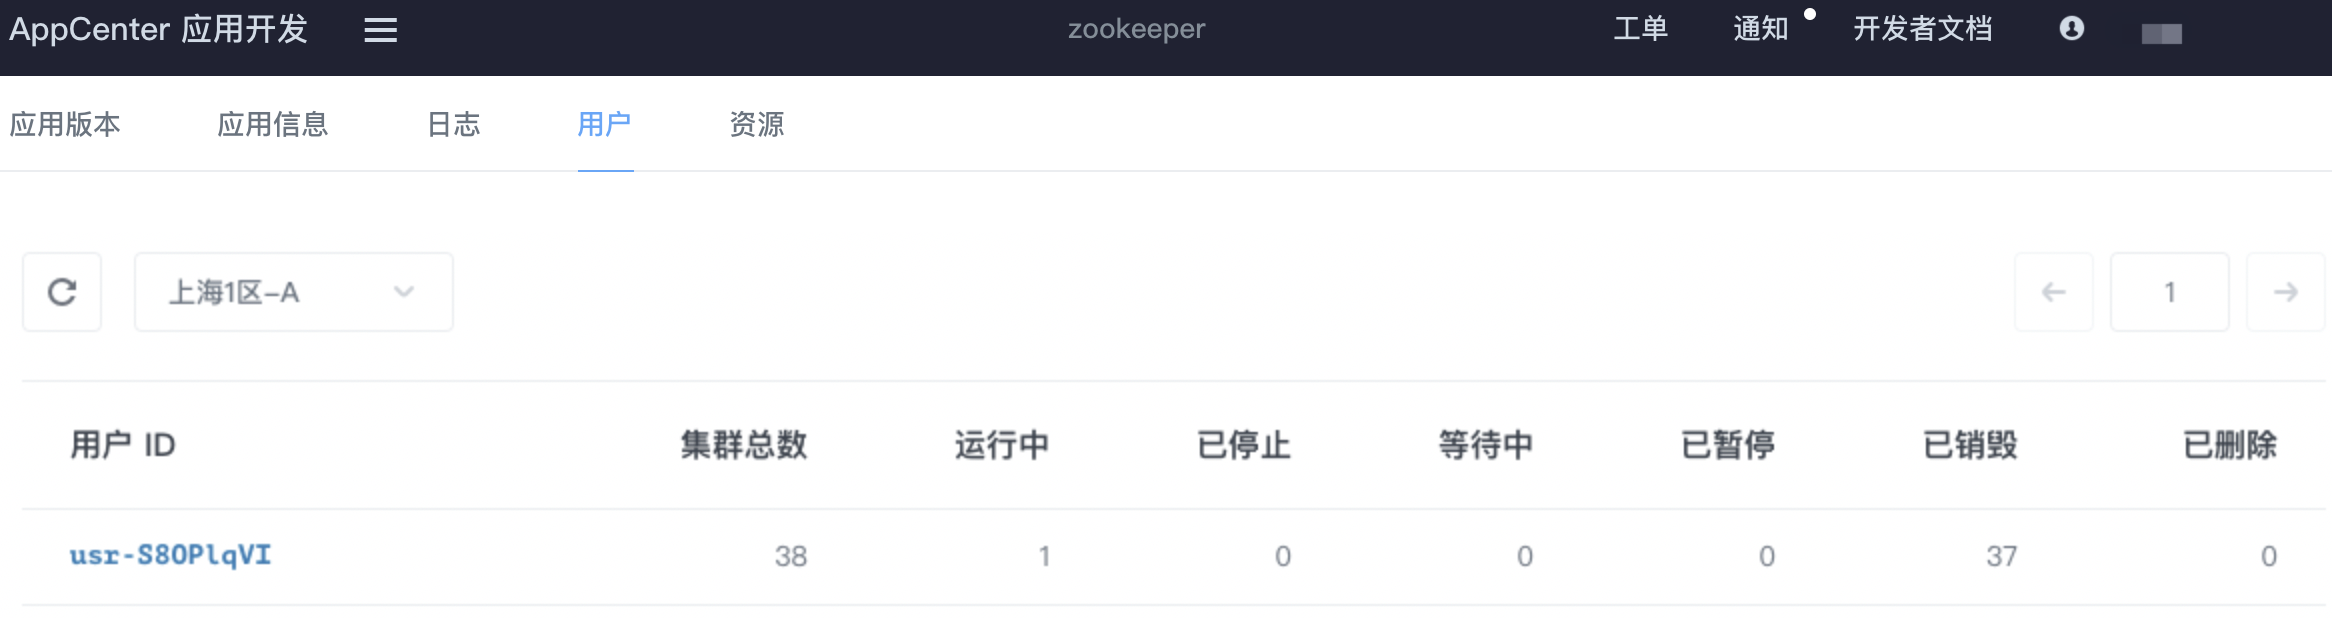 AppCenter 应用开发 zookeeper 工单 通知 开发者文档
应用版本 应用信息 日志 用户 资源
上海1区-A 1
用户 ID 集群总数 运行中 已停止 等待中 已暂停 已销毁 已删除
usr-S8OPlqVI 38 1 0 0 0 37 0